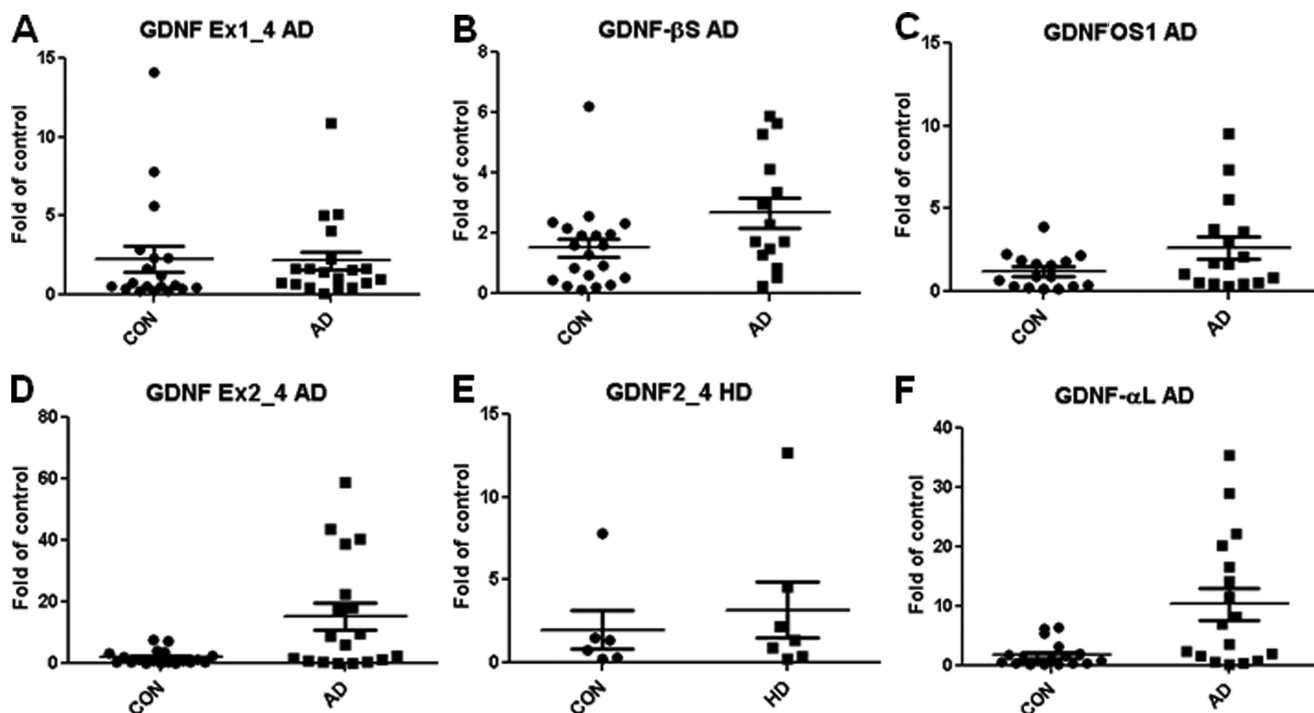 A
GDNF Ex1_4 AD
Fold of control
15
10
5
0
CON
AD
B
GDNF-βS AD
Fold of control
8
6
4
2
0
CON
AD
C
GDNFOS1 AD
Fold of control
15
10
5
0
CON
AD
D
GDNF Ex2_4 AD
Fold of control
80
60
40
20
0
CON
AD
E
GDNF2_4 HD
Fold of control
15
10
5
0
CON
HD
F
GDNF-αL AD
Fold of control
40
30
20
10
0
CON
AD